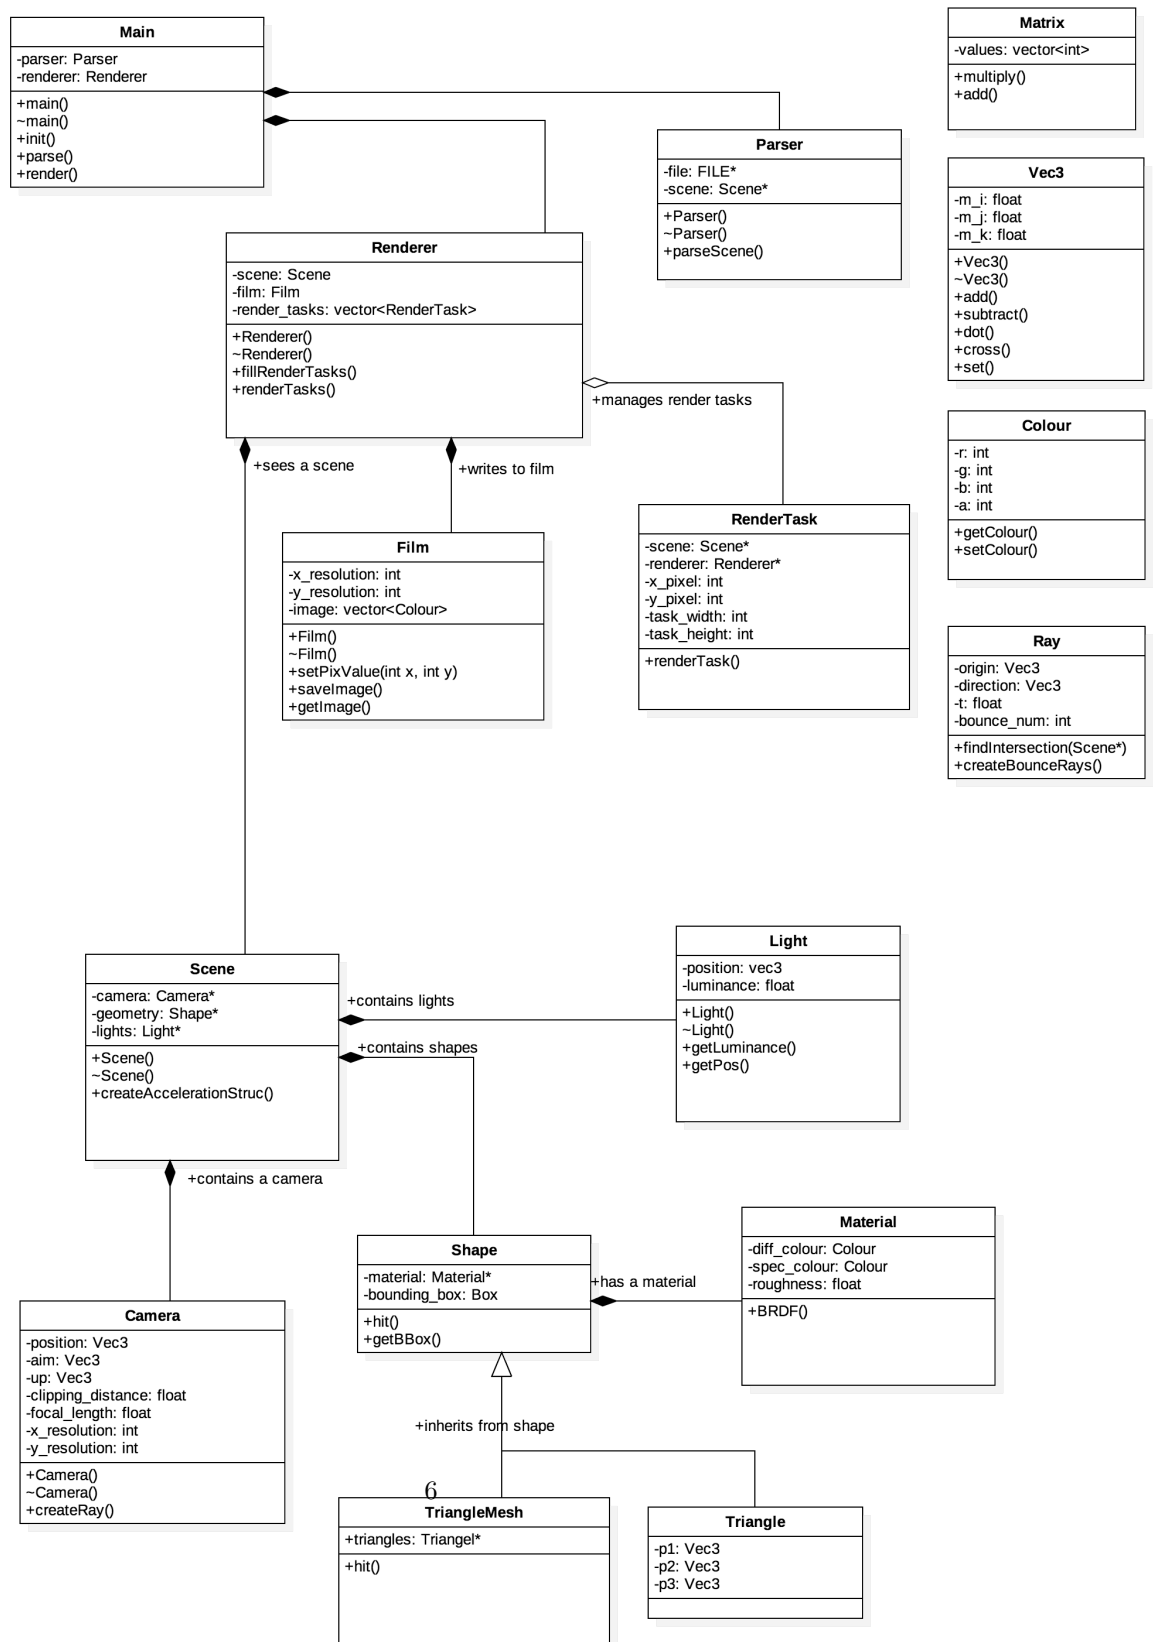 Main
-parser: Parser
-renderer: Renderer
+main()
~main()
+init()
+parse()
+render()
Matrix
-values: vector<int>
+multiply()
+add()
Parser
-file: FILE*
-scene: Scene*
+Parser()
~Parser()
+parseScene()
Vec3
-m_i: float
-m_j: float
-m_k: float
+Vec3()
~Vec3()
+add()
+subtract()
+dot()
+cross()
+set()
Renderer
-scene: Scene
-film: Film
-render_tasks: vector<RenderTask>
+Renderer()
~Renderer()
+fillRenderTasks()
+renderTasks()
+manages render tasks
+sees a scene
+writes to film
Colour
-r: int
-g: int
-b: int
-a: int
+getColour()
+setColour()
Film
-x_resolution: int
-y_resolution: int
-image: vector<Colour>
+Film()
~Film()
+setPixValue(int x, int y)
+saveImage()
+getImage()
RenderTask
-scene: Scene*
-renderer: Renderer*
-x_pixel: int
-y_pixel: int
-task_width: int
-task_height: int
+renderTask()
Ray
-origin: Vec3
-direction: Vec3
-t: float
-bounce_num: int
+findIntersection(Scene*)
+createBounceRays()
Scene
-camera: Camera*
-geometry: Shape*
-lights: Light*
+Scene()
~Scene()
+createAccelerationStruc()
+contains lights
+contains shapes
Light
-position: vec3
-luminance: float
+Light()
~Light()
+getLuminance()
+getPos()
+contains a camera
Shape
-material: Material*
-bounding_box: Box
+hit()
+getBBox()
+has a material
Material
-diff_colour: Colour
-spec_colour: Colour
-roughness: float
+BRDF()
Camera
-position: Vec3
-aim: Vec3
-up: Vec3
-clipping_distance: float
-focal_length: float
-x_resolution: int
-y_resolution: int
+Camera()
~Camera()
+createRay()
+inherits from shape
6
TriangleMesh
+triangles: Triangel*
+hit()
Triangle
-p1: Vec3
-p2: Vec3
-p3: Vec3